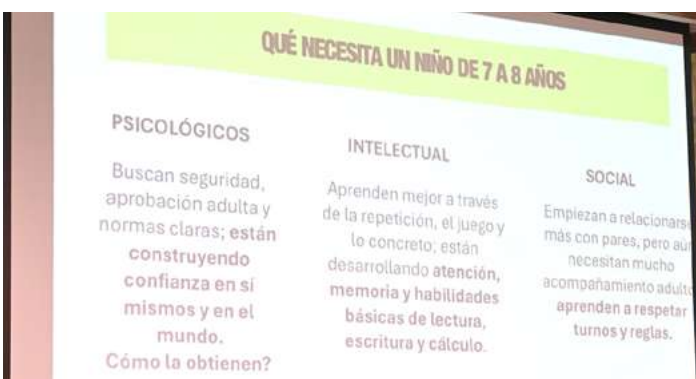 QUÉ NECESITA UN NIÑO DE 7 A 8 AÑOS
PSICOLÓGICOS
Buscan seguridad,
aprobación adulta y
normas claras; están
construyendo
confianza en sí
mismos y en el
mundo.
Cómo la obtienen?
INTELECTUAL
Aprenden mejor a través
de la repetición, el juego y
lo concreto; están
desarrollando atención,
memoria y habilidades
básicas de lectura,
escritura y cálculo.
SOCIAL
Empiezan a relacionars
más con pares, pero aún
necesitan mucho
acompañamiento adulto
aprenden a respetar
turnos y reglas.